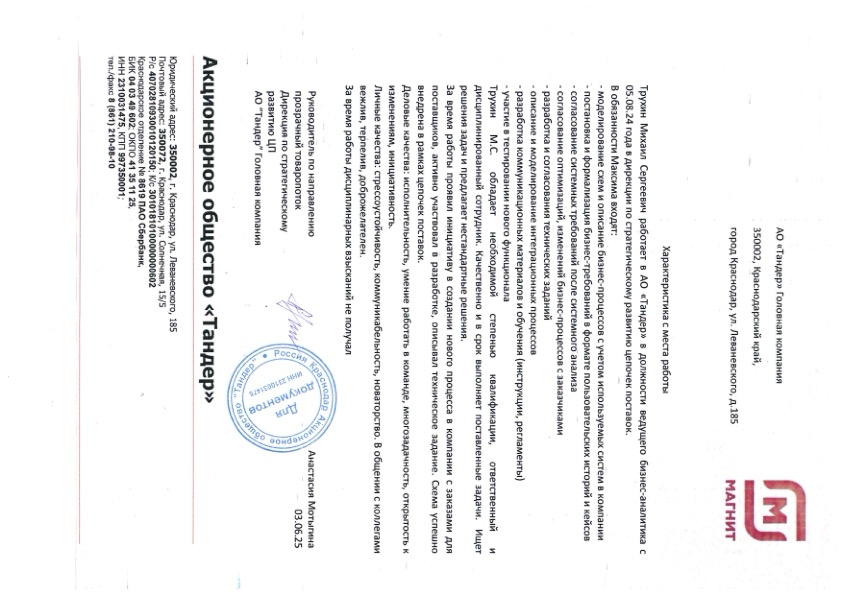 МАГНИТ
АО «Тандер» Головная компания
350002, Краснодарский край,
город Краснодар, ул. Леваневского, д.185
Характеристика с места работы
Трухин Михаил Сергеевич работает в АО «Тандер» в должности ведущего бизнес-аналитика с
05.08.24 года в дирекции по стратегическому развитию цепочек поставок.
В обязанности Максима входят:
- моделирование схем и описание бизнес-процессов с учетом используемых систем в компании
- постановка и формализация бизнес-требований в формате пользовательских историй и кейсов
- согласование системных требований после системного анализа
- согласование оптимизаций, изменений бизнес-процессов с заказчиками
- разработка и согласования технических заданий
- описание и моделирование интеграционных процессов
- разработка коммуникационных материалов и обучения (инструкции, регламенты)
- участие в тестировании нового функционала
Трухин М.С. обладает необходимой степенью квалификации, ответственный и
дисциплинированный сотрудник. Качественно и в срок выполняет поставленные задачи. Ищет
решения задач и предлагает нестандартные решения.
За время работы проявил инициативу в создании нового процесса в компании с заказами для
поставщиков, активно участвовал в разработке, описывал техническое задание. Схема успешно
внедрена в рамках цепочек поставок.
Деловые качества: исполнительность, умение работать в команде, многозадачность, открытость к
изменениям, инициативность.
Личные качества: стрессоустойчивость, коммуникабельность, новаторство. В общении с коллегами
вежлив, терпелив, доброжелателен.
За время работы дисциплинарных взысканий не получал
Руководитель по направлению
прозрачный товаропоток
Дирекция по стратегическому
развитию ЦП
АО "Тандер" Головная компания
Анастасия Мотыгина
03.06.25
Россия Краснодар Акционерное общество "Тандер"
ИНН 2310031475
Для
документов
Акционерное общество «Тандер»
Юридический адрес: 350002, г. Краснодар, ул. Леваневского, 185
Почтовый адрес: 350072, г. Краснодар, ул. Солнечная, 15/5
Р/с 40702810930010120150; К/с 30101810100000000602
Краснодарское отделение № 8619 ПАО Сбербанк,
БИК 04 03 49 602; ОКПО 41 35 11 25,
ИНН 2310031475, КПП 997350001;
тел./факс 8 (861) 210-98-10